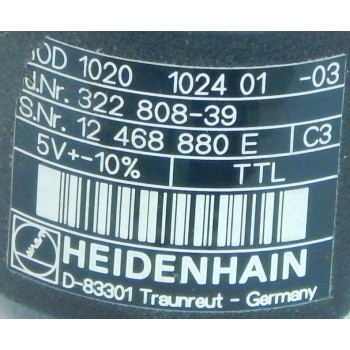 ROD 1020 1024 01 -03
Id.Nr. 322 808-39
S.Nr. 12 468 880 E C3
5V+-10% TTL
HEIDENHAIN
D-83301 Traunreut - Germany